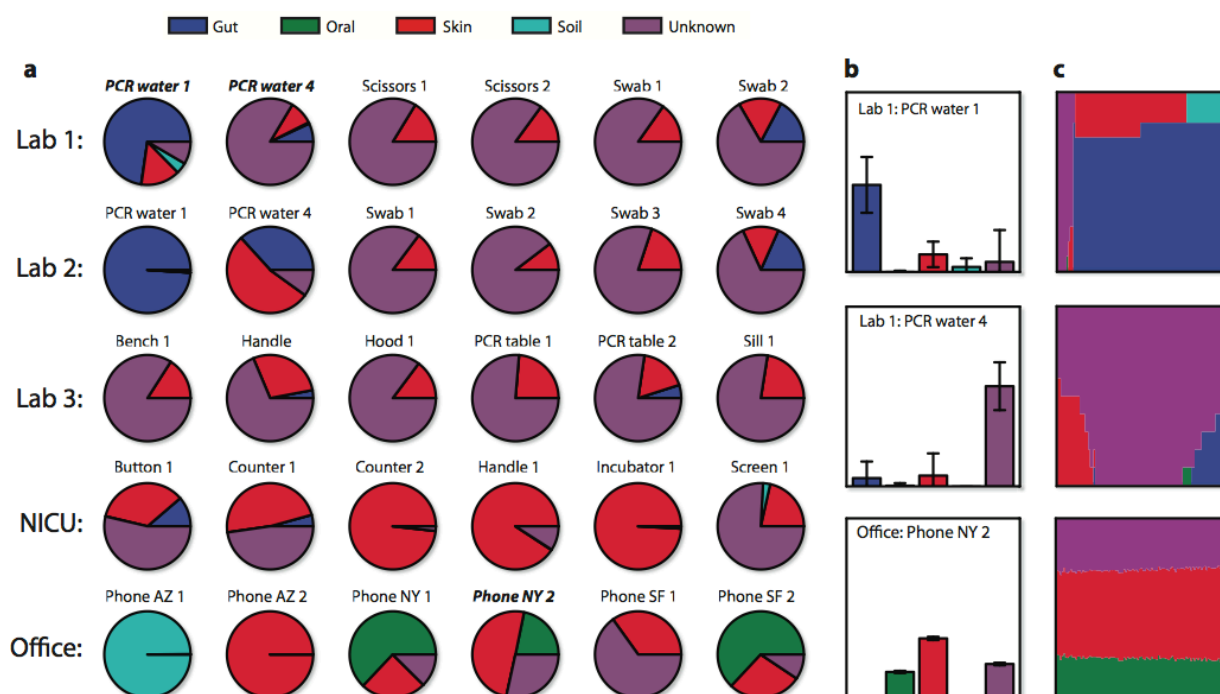 Gut Oral Skin Soil Unknown
a
PCR water 1 PCR water 4 Scissors 1 Scissors 2 Swab 1 Swab 2
Lab 1:
PCR water 1 PCR water 4 Swab 1 Swab 2 Swab 3 Swab 4
Lab 2:
Bench 1 Handle Hood 1 PCR table 1 PCR table 2 Sill 1
Lab 3:
Button 1 Counter 1 Counter 2 Handle 1 Incubator 1 Screen 1
NICU:
Phone AZ 1 Phone AZ 2 Phone NY 1 Phone NY 2 Phone SF 1 Phone SF 2
Office:
b
Lab 1: PCR water 1
Lab 1: PCR water 4
Office: Phone NY 2
c